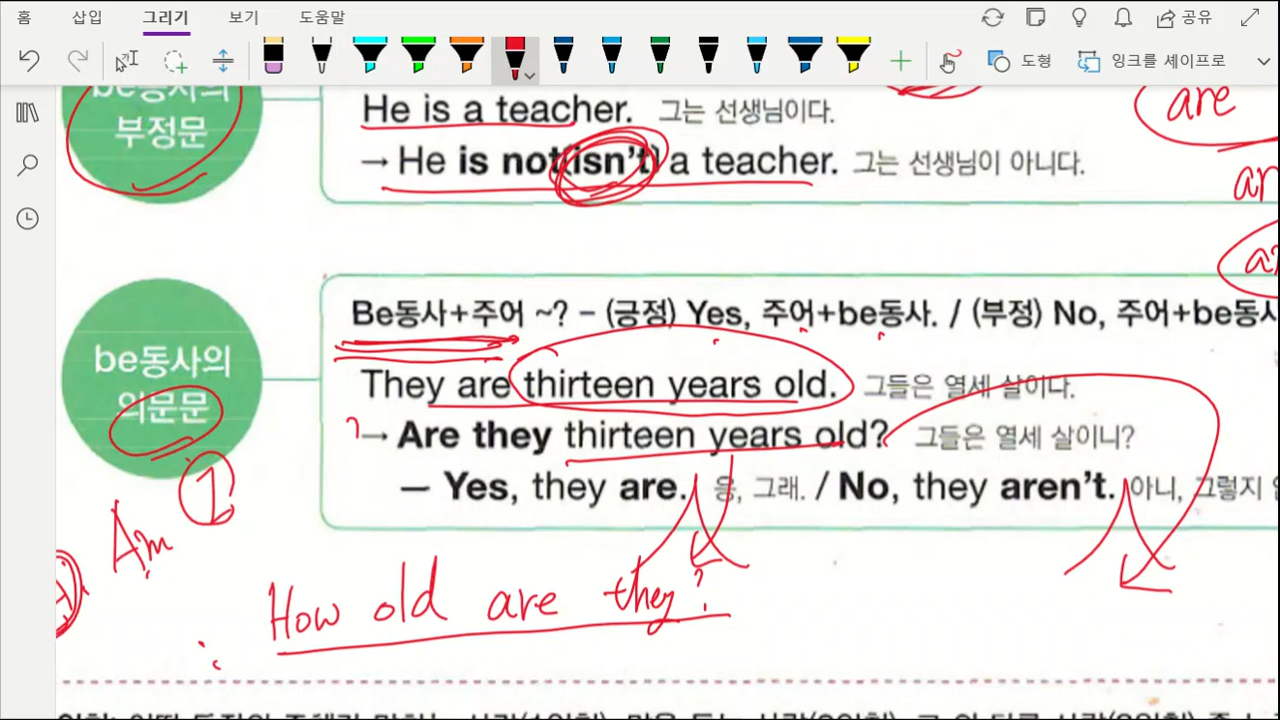 홈 삽입 그리기 보기 도움말 공유
도형 잉크를 셰이프로
be동사의
부정문
He is a teacher. 그는 선생님이다.
→ He is not(isn't) a teacher. 그는 선생님이 아니다.
are
be동사의
의문문
Be동사+주어 ~? – (긍정) Yes, 주어+be동사. / (부정) No, 주어+be동사
They are thirteen years old. 그들은 열세 살이다.
→ Are they thirteen years old? 그들은 열세 살이니?
— Yes, they are. 응, 그래. / No, they aren't. 아니, 그렇지
1
Am
How old are they?